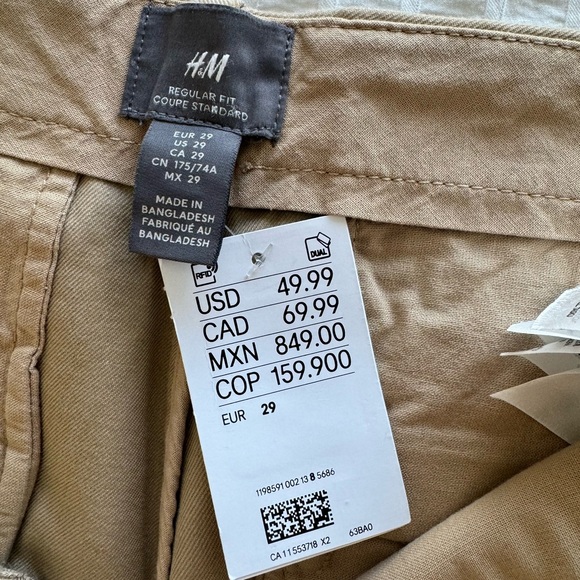 H&M
REGULAR FIT
COUPE STANDARD
EUR 29
US 29
CA 29
CN 175/74A
MX 29
MADE IN
BANGLADESH
FABRIQUÉ AU
BANGLADESH
RFID
DUAL
USD 49.99
CAD 69.99
MXN 849.00
COP 159.900
EUR 29
1198591 002 13 8 5686
CA 11 553718 X2 63BA0